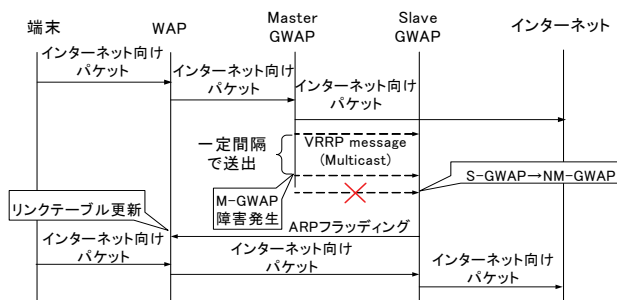 端末
WAP
Master
GWAP
Slave
GWAP
インターネット
インターネット向け
パケット
インターネット向け
パケット
インターネット向け
パケット
一定間隔
で送出
VRRP message
(Multicast)
M-GWAP
障害発生
S-GWAP→NM-GWAP
リンクテーブル更新
ARPフラッディング
インターネット向け
パケット
インターネット向け
パケット
インターネット向け
パケット